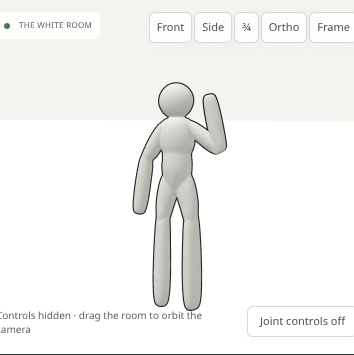 THE WHITE ROOM
Front Side ¾ Ortho Frame
Controls hidden · drag the room to orbit the
camera
Joint controls off